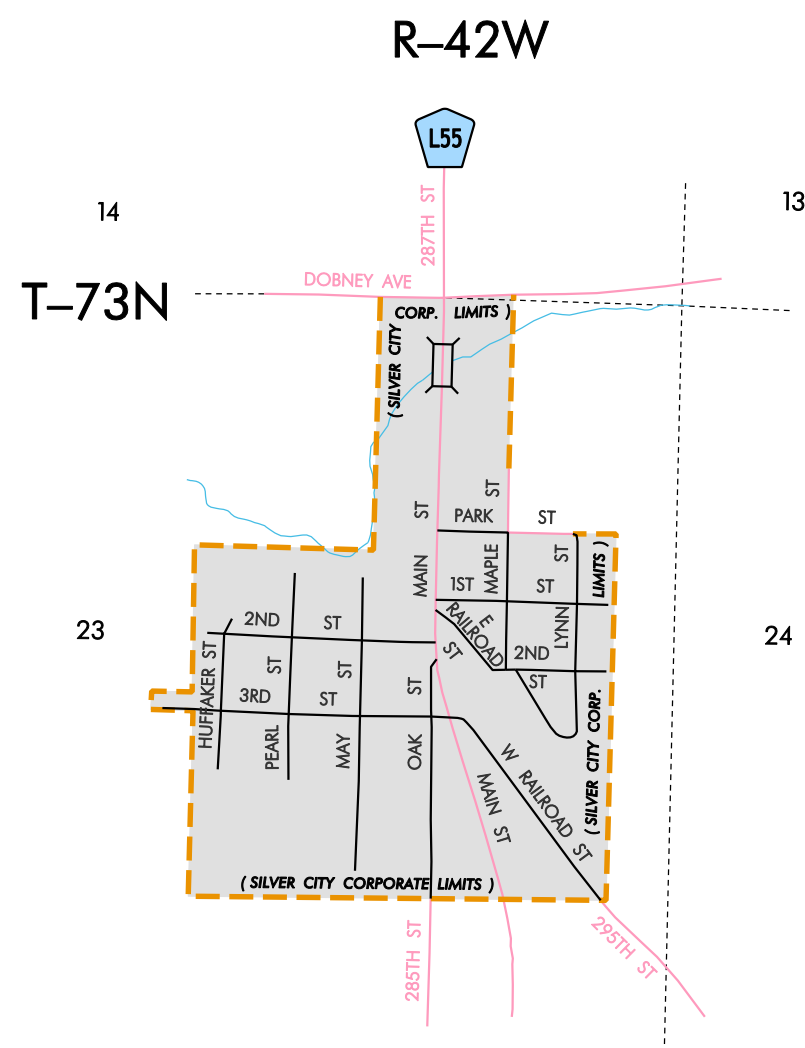 R–42W
L55
14
13
287TH ST
DOBNEY AVE
T–73N
CORP. LIMITS )
( SILVER CITY
ST
ST
PARK ST
MAIN
MAPLE
1ST ST
ST
LIMITS )
E
RAILROAD
ST
LYNN
2ND ST
2ND
ST
23
24
HUFFAKER ST
ST
ST
ST
3RD ST
PEARL
MAY
OAK
( SILVER CITY CORP.
W RAILROAD ST
MAIN ST
( SILVER CITY CORPORATE LIMITS )
285TH ST
295TH ST